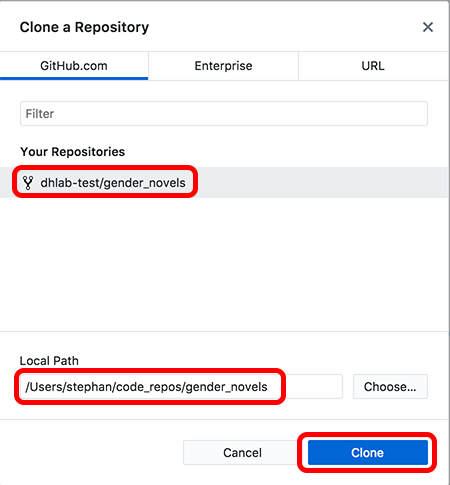 Clone a Repository
GitHub.com Enterprise URL
Filter
Your Repositories
dhlab-test/gender_novels
Local Path
/Users/stephan/code_repos/gender_novels Choose...
Cancel Clone